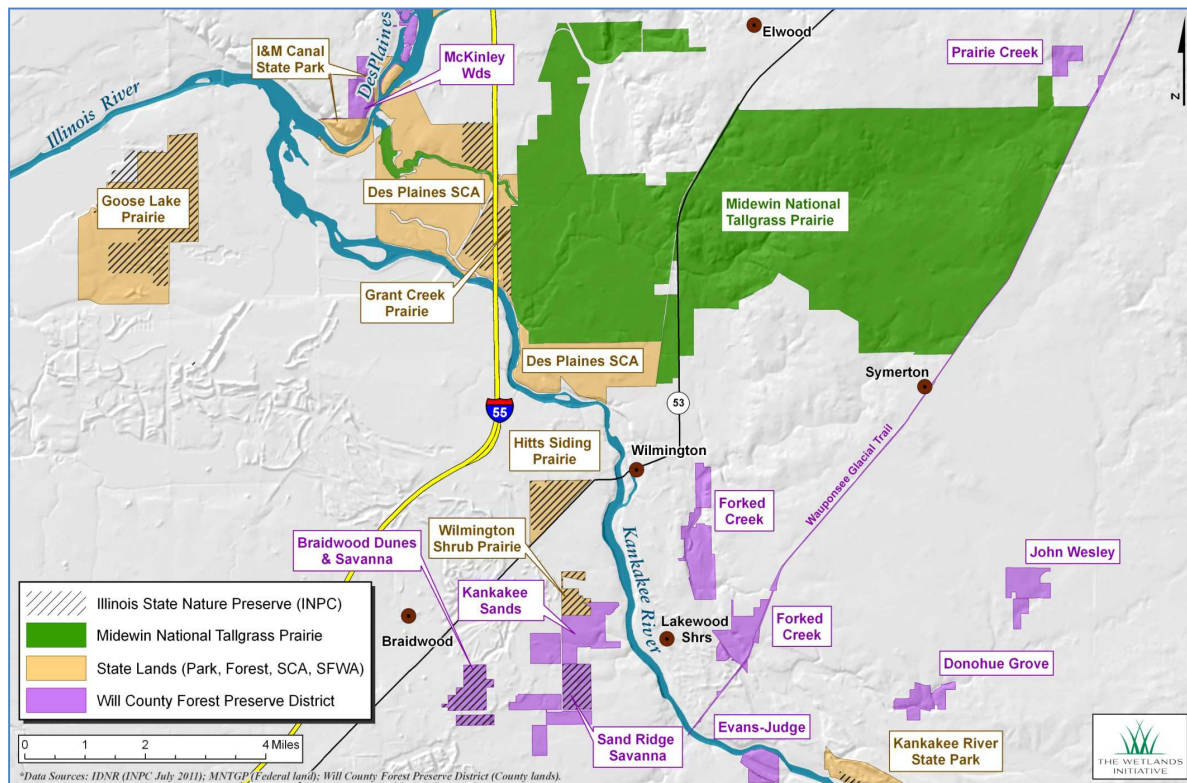 I&M Canal
State Park
DesPlaines
McKinley
Wds
Elwood
Prairie Creek
N
Illinois River
Goose Lake
Prairie
Des Plaines SCA
Midewin National
Tallgrass Prairie
Grant Creek
Prairie
Des Plaines SCA
Symerton
55
53
Hitts Siding
Prairie
Wilmington
Wauponsee Glacial Trail
Forked
Creek
Wilmington
Shrub Prairie
Braidwood Dunes
& Savanna
Kankakee River
John Wesley
Kankakee
Sands
Braidwood
Lakewood
Shrs
Forked
Creek
Donohue Grove
Evans-Judge
Sand Ridge
Savanna
Kankakee River
State Park
Illinois State Nature Preserve (INPC)
Midewin National Tallgrass Prairie
State Lands (Park, Forest, SCA, SFWA)
Will County Forest Preserve District
0 1 2 4 Miles
*Data Sources: IDNR (INPC July 2011); MNTGP (Federal land); Will County Forest Preserve District (County lands).
THE WETLANDS
INITIATIVE